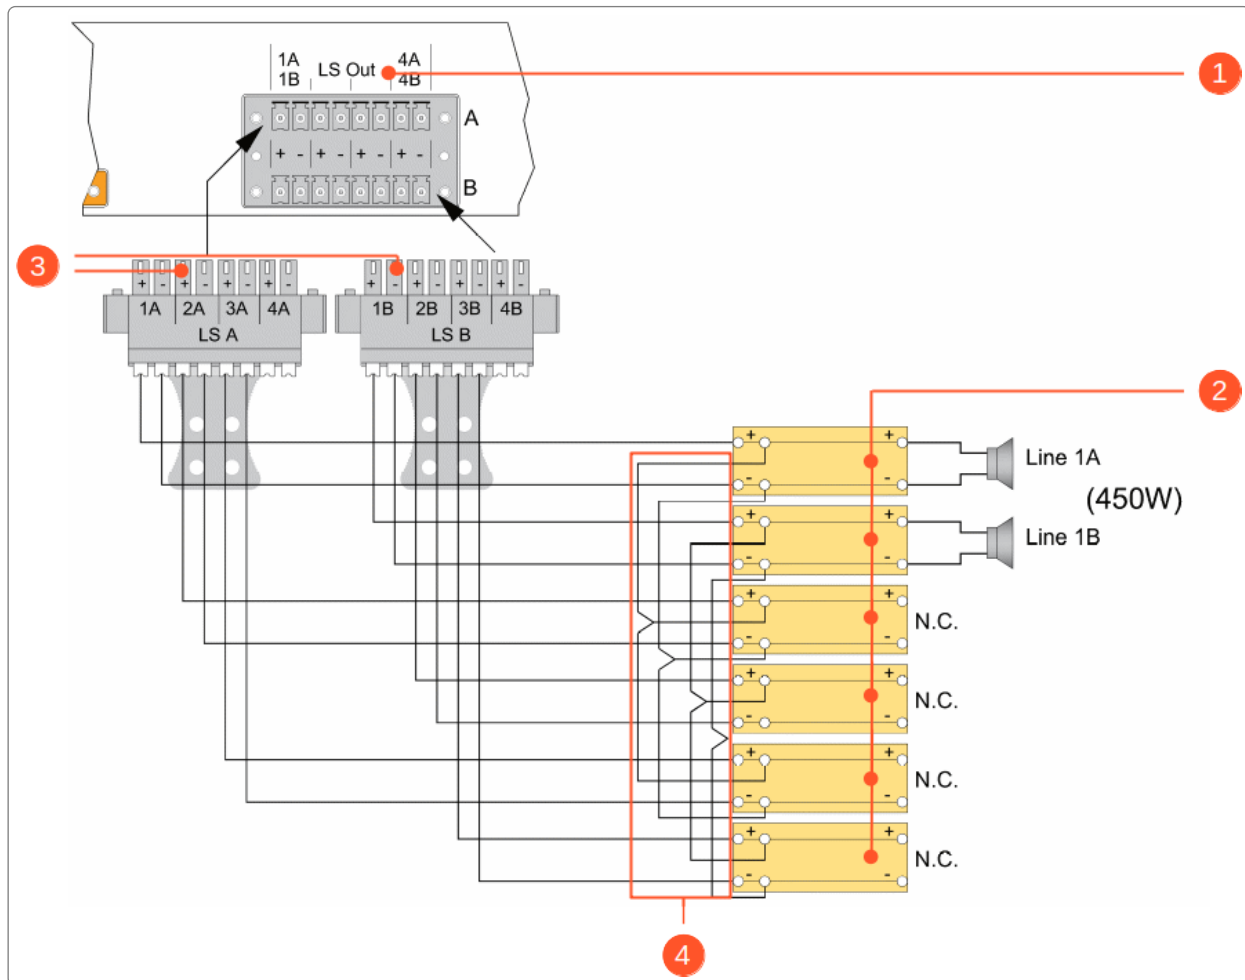 1A LS Out 4A
1B 4B
1
A
+ - + - + - + -
B
3
+ - + - + - + -
1A 2A 3A 4A
LS A
+ - + - + - + -
1B 2B 3B 4B
LS B
2
+ +
- -
Line 1A
(450W)
+ +
- -
Line 1B
+ +
- -
N.C.
+ +
- -
N.C.
+ +
- -
N.C.
+ +
- -
N.C.
4